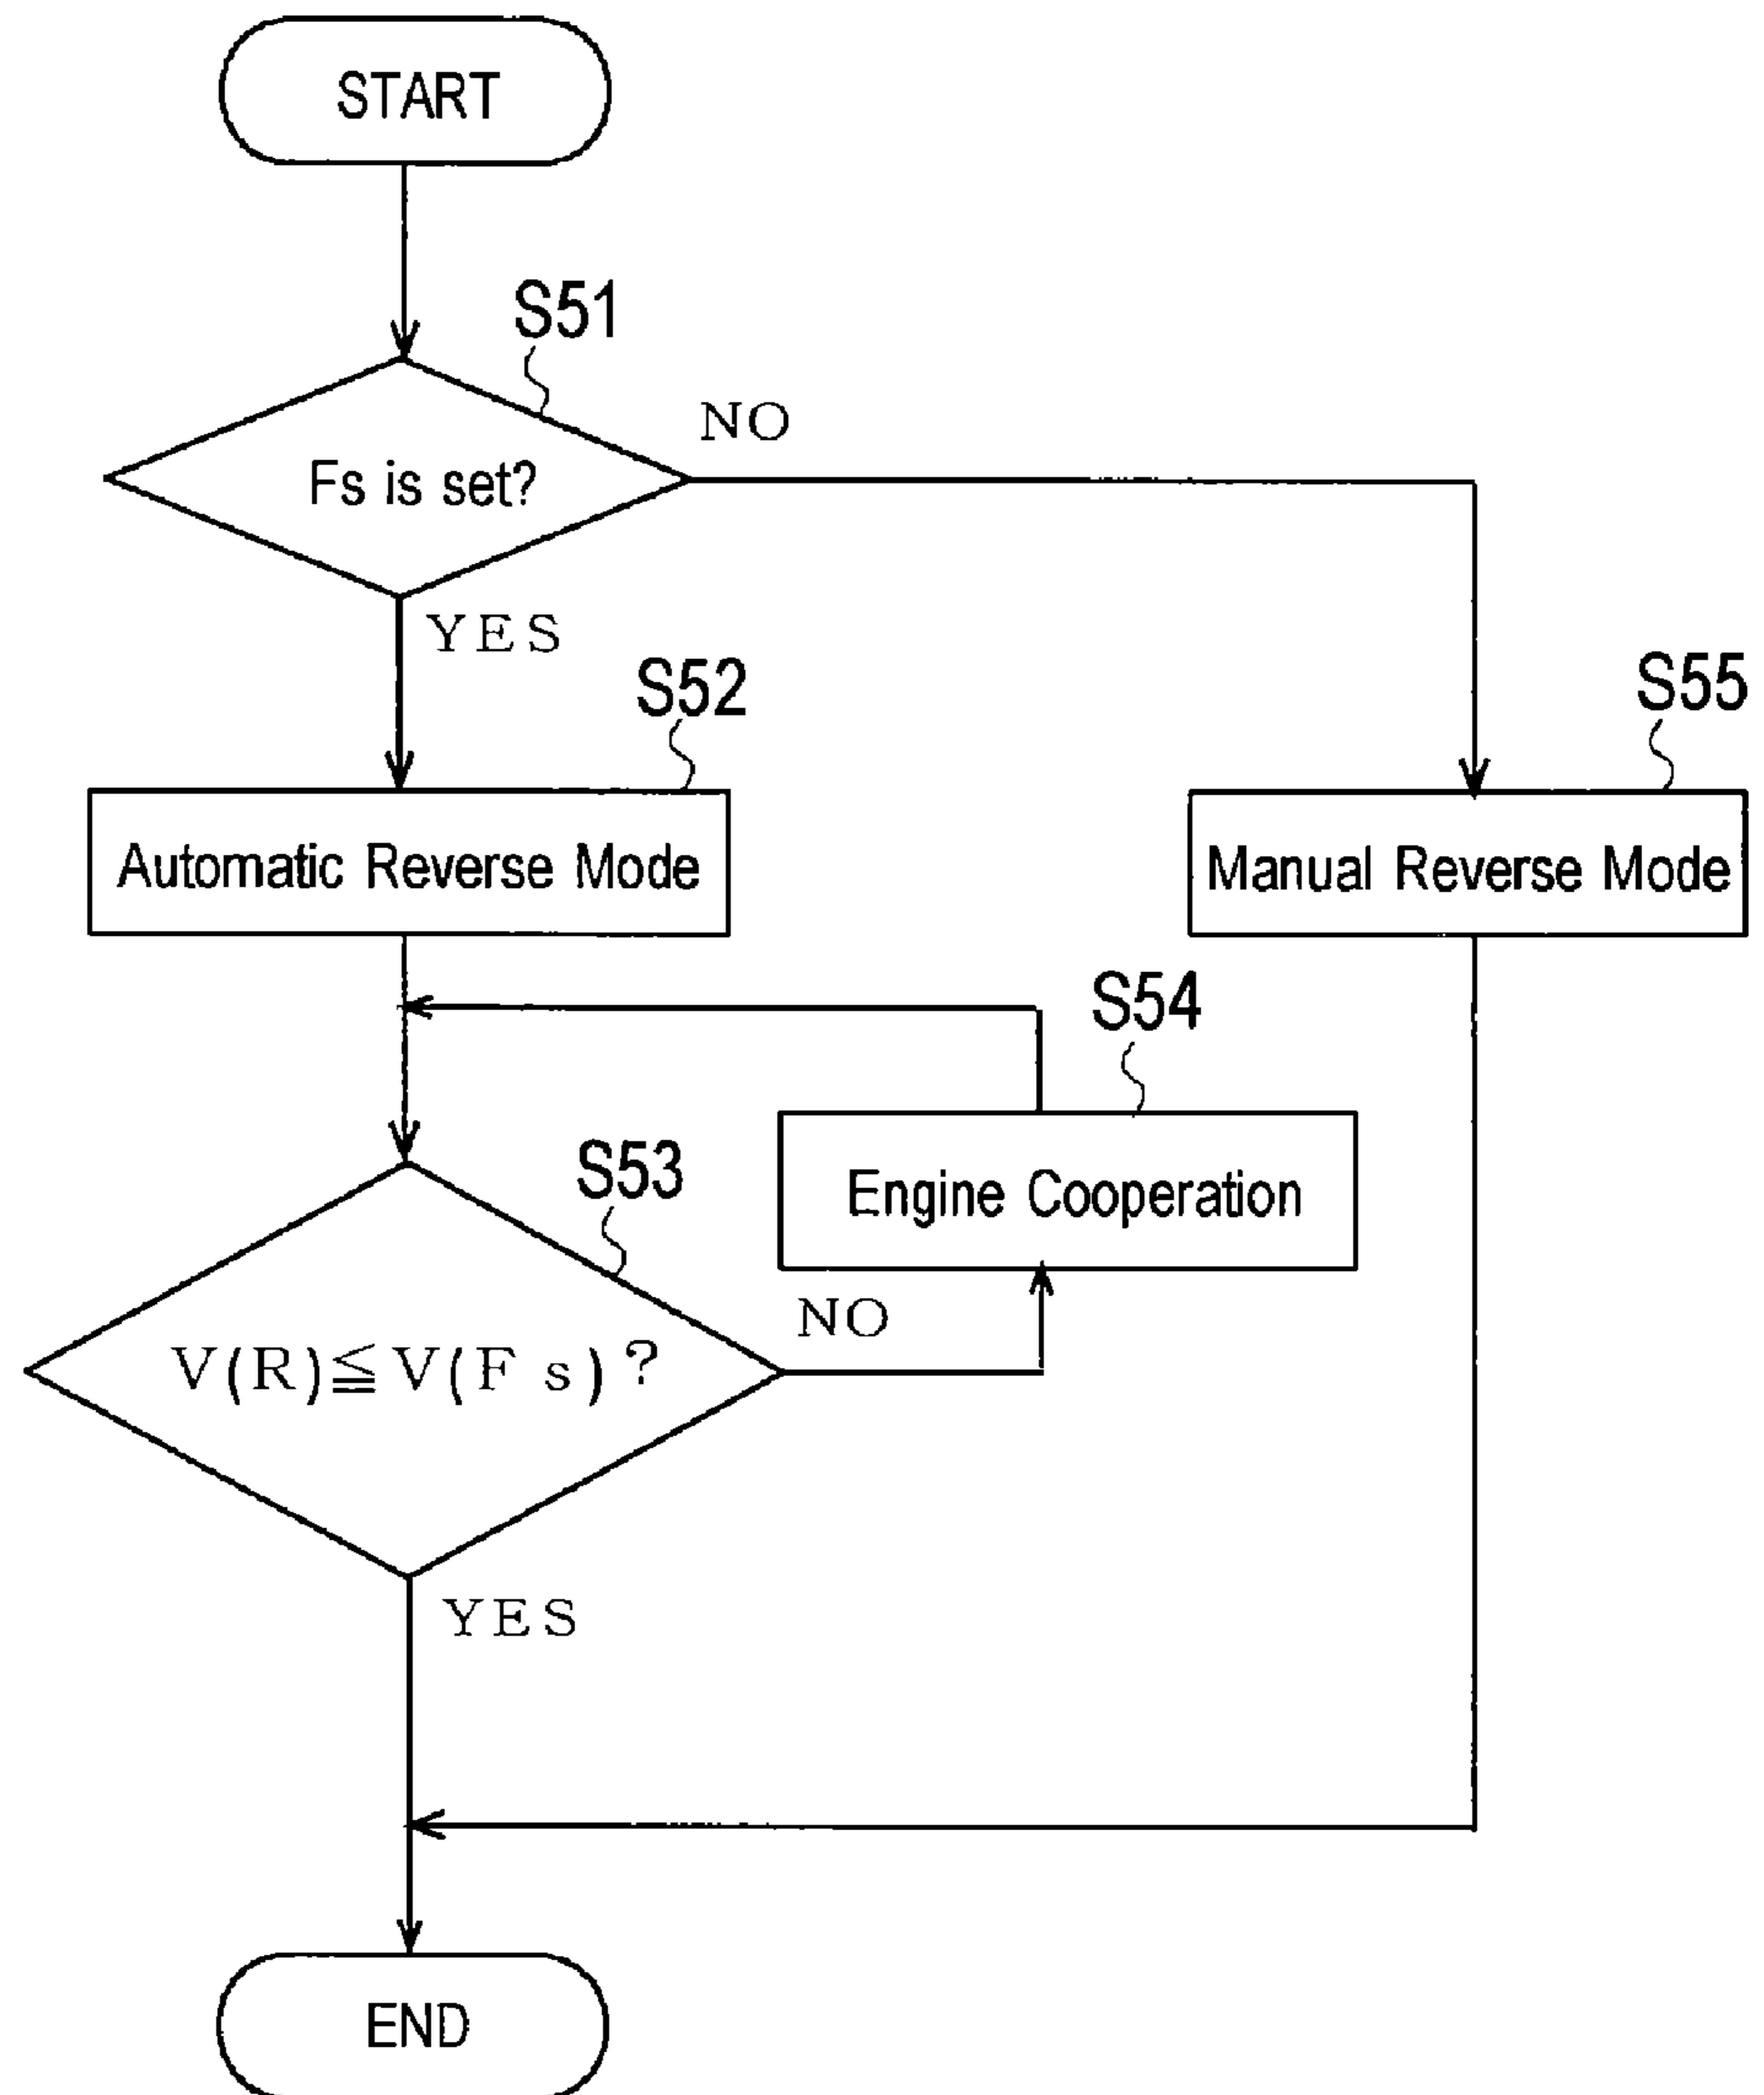 START
S51
NO
Fs is set?
YES
S52
S55
Automatic Reverse Mode
Manual Reverse Mode
S54
S53
Engine Cooperation
NO
V(R)≦V(F s)?
YES
END